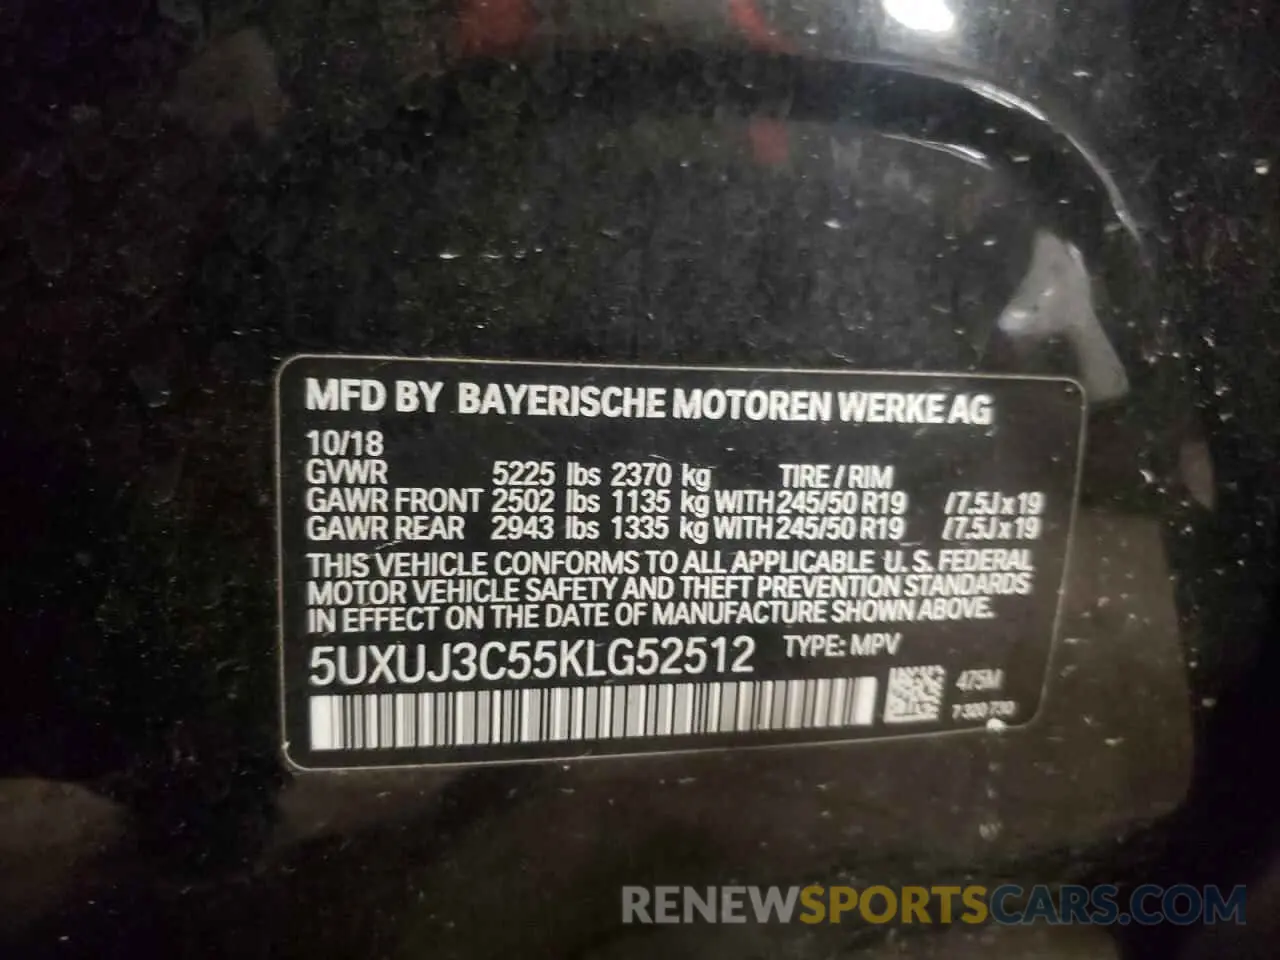 MFD BY BAYERISCHE MOTOREN WERKE AG
10/18
GVWR 5225 lbs 2370 kg TIRE / RIM
GAWR FRONT 2502 lbs 1135 kg WITH 245/50 R19 /7.5J x 19
GAWR REAR 2943 lbs 1335 kg WITH 245/50 R19 /7.5J x 19
THIS VEHICLE CONFORMS TO ALL APPLICABLE U. S. FEDERAL
MOTOR VEHICLE SAFETY AND THEFT PREVENTION STANDARDS
IN EFFECT ON THE DATE OF MANUFACTURE SHOWN ABOVE.
5UXUJ3C55KLG52512 TYPE: MPV
475M
7 300 730
RENEWSPORTSCARS.COM